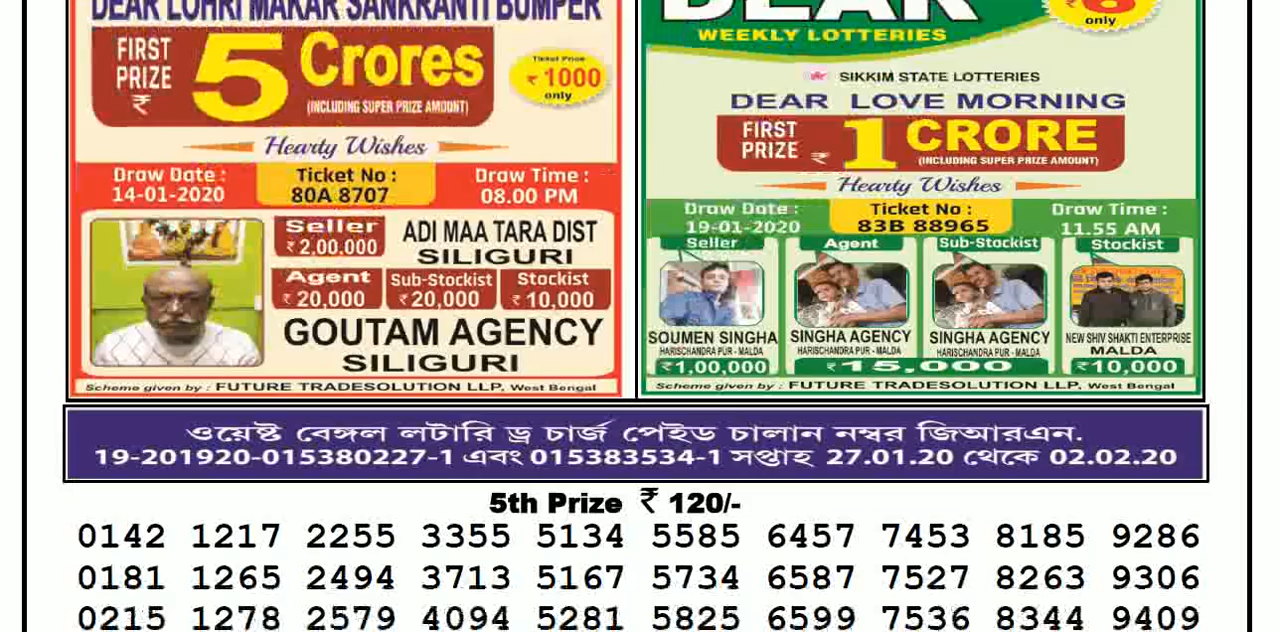 DEAR LOHRI MAKAR SANKRANTI BUMPER
FIRST PRIZE ₹ 5 Crores
(INCLUDING SUPER PRIZE AMOUNT)
Ticket Price
₹ 1000
only
Hearty Wishes
Draw Date :
14-01-2020
Ticket No :
80A 8707
Draw Time :
08.00 PM
Seller
₹ 2,00,000
ADI MAA TARA DIST
SILIGURI
Agent
₹ 20,000
Sub-Stockist
₹ 20,000
Stockist
₹ 10,000
GOUTAM AGENCY
SILIGURI
Scheme given by : FUTURE TRADESOLUTION LLP, West Bengal
DEAR
₹ 6
only
WEEKLY LOTTERIES
SIKKIM STATE LOTTERIES
DEAR LOVE MORNING
FIRST PRIZE ₹ 1 CRORE
(INCLUDING SUPER PRIZE AMOUNT)
Hearty Wishes
Draw Date :
19-01-2020
Ticket No :
83B 88965
Draw Time :
11.55 AM
Seller
Agent
Sub-Stockist
Stockist
SOUMEN SINGHA
HARISCHANDRA PUR - MALDA
SINGHA AGENCY
HARISCHANDRA PUR - MALDA
SINGHA AGENCY
HARISCHANDRA PUR - MALDA
NEW SHIV SHAKTI ENTERPRISE
MALDA
₹1,00,000
₹15,000
₹10,000
Scheme given by : FUTURE TRADESOLUTION LLP, West Bengal
ওয়েষ্ট বেঙ্গল লটারি ড্র চার্জ পেইড চালান নম্বর জিআরএন.
19-201920-015380227-1 এবং 015383534-1 সপ্তাহ 27.01.20 থেকে 02.02.20
5th Prize ₹ 120/-
0142 1217 2255 3355 5134 5585 6457 7453 8185 9286
0181 1265 2494 3713 5167 5734 6587 7527 8263 9306
0215 1278 2579 4094 5281 5825 6599 7536 8344 9409